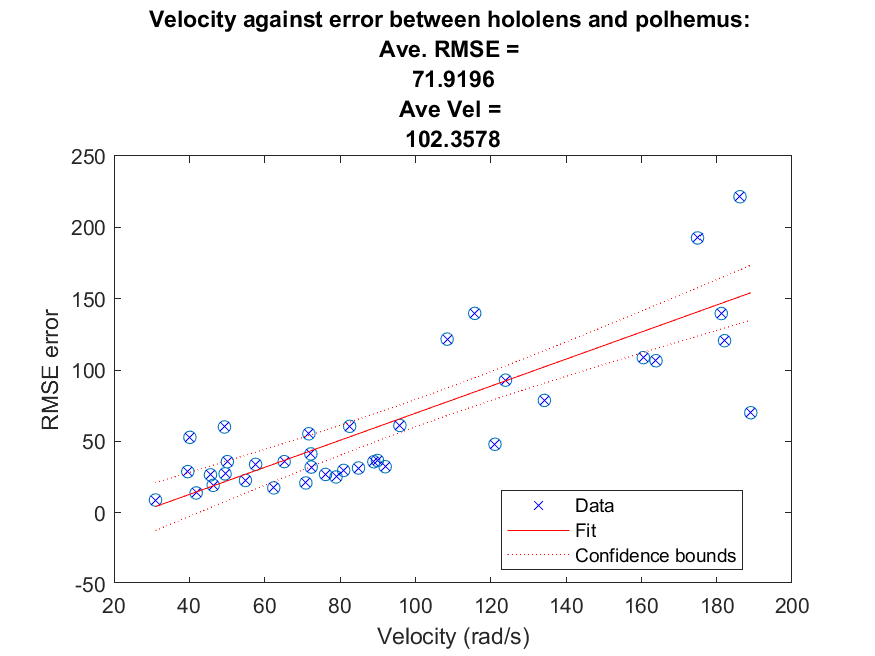 Velocity against error between hololens and polhemus:
Ave. RMSE =
71.9196
Ave Vel =
102.3578
250
200
150
100
50
0
-50
RMSE error
Data
Fit
Confidence bounds
20 40 60 80 100 120 140 160 180 200
Velocity (rad/s)